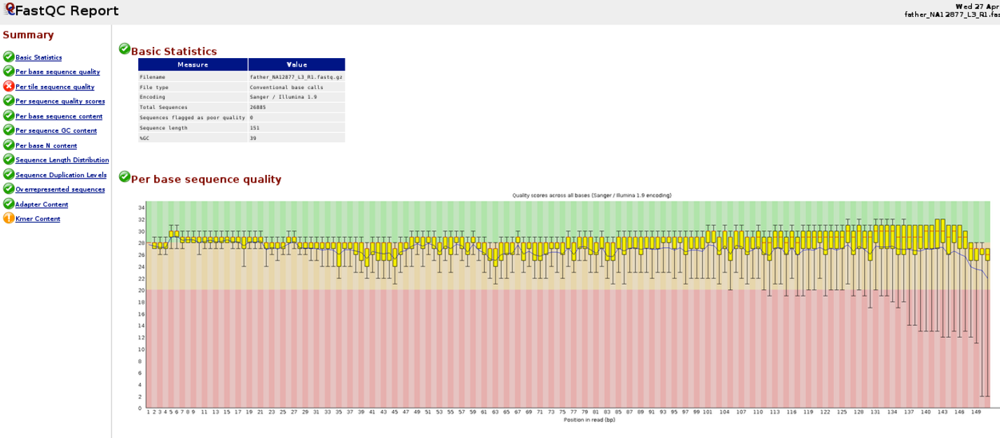 FastQC Report
Wed 27 Apr
father_NA12877_L3_R1.fas
Summary
Basic Statistics
Per base sequence quality
Per tile sequence quality
Per sequence quality scores
Per base sequence content
Per sequence GC content
Per base N content
Sequence Length Distribution
Sequence Duplication Levels
Overrepresented sequences
Adapter Content
Kmer Content
Basic Statistics
Measure Value
Filename father_NA12877_L3_R1.fastq.gz
File type Conventional base calls
Encoding Sanger / Illumina 1.9
Total Sequences 26885
Sequences flagged as poor quality 0
Sequence length 151
%GC 39
Per base sequence quality
Quality scores across all bases (Sanger / Illumina 1.9 encoding)
34
32
30
28
26
24
22
20
18
16
14
12
10
8
6
4
2
0
1 2 3 4 5 6 7 8 9 11 13 15 17 19 21 23 25 27 29 31 33 35 37 39 41 43 45 47 49 51 53 55 57 59 61 63 65 67 69 71 73 75 77 79 81 83 85 87 89 91 93 95 97 99 101 104 107 110 113 116 119 122 125 128 131 134 137 140 143 146 149
Position in read (bp)